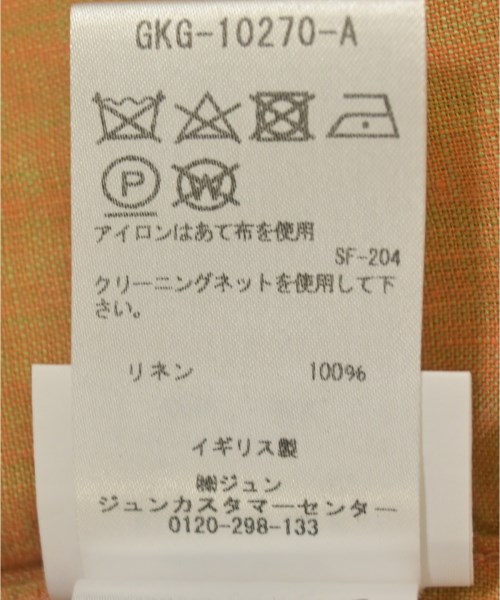 GKG-10270-A
P W
アイロンはあて布を使用
SF-204
クリーニングネットを使用して下
さい。
リネン 100%
イギリス製
㈱ジュン
ジュンカスタマーセンター
0120-298-133